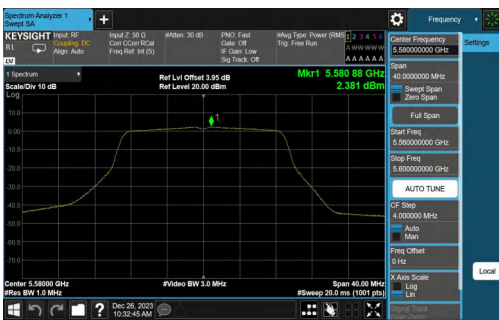 Spectrum Analyzer 1
Swept SA
Frequency
KEYSIGHT
Input: RF
Coupling: DC
Align: Auto
Input Z: 50 Ω
Corr CCorr RCal
Freq Ref: Int (S)
#Atten: 30 dB
PNO: Fast
Gate: Off
IF Gain: Low
Sig Track: Off
#Avg Type: Power (RMS
Trig: Free Run
1 2 3 4 5 6
A W W W W W
A A A A A A
RL
LXI
1 Spectrum
Scale/Div 10 dB
Log
Ref Lvl Offset 3.95 dB
Ref Level 20.00 dBm
Mkr1 5.580 88 GHz
2.381 dBm
10.0
0.00
-10.0
-20.0
-30.0
-40.0
-50.0
-60.0
-70.0
1
Center 5.58000 GHz
#Res BW 1.0 MHz
#Video BW 3.0 MHz
Span 40.00 MHz
#Sweep 20.0 ms (1001 pts)
Dec 26, 2023
10:32:45 AM
Center Frequency
5.580000000 GHz
Settings
Span
40.0000000 MHz
Swept Span
Zero Span
Full Span
Start Freq
5.560000000 GHz
Stop Freq
5.600000000 GHz
AUTO TUNE
CF Step
4.000000 MHz
Auto
Man
Freq Offset
0 Hz
X Axis Scale
Log
Lin
Local
Signal Track